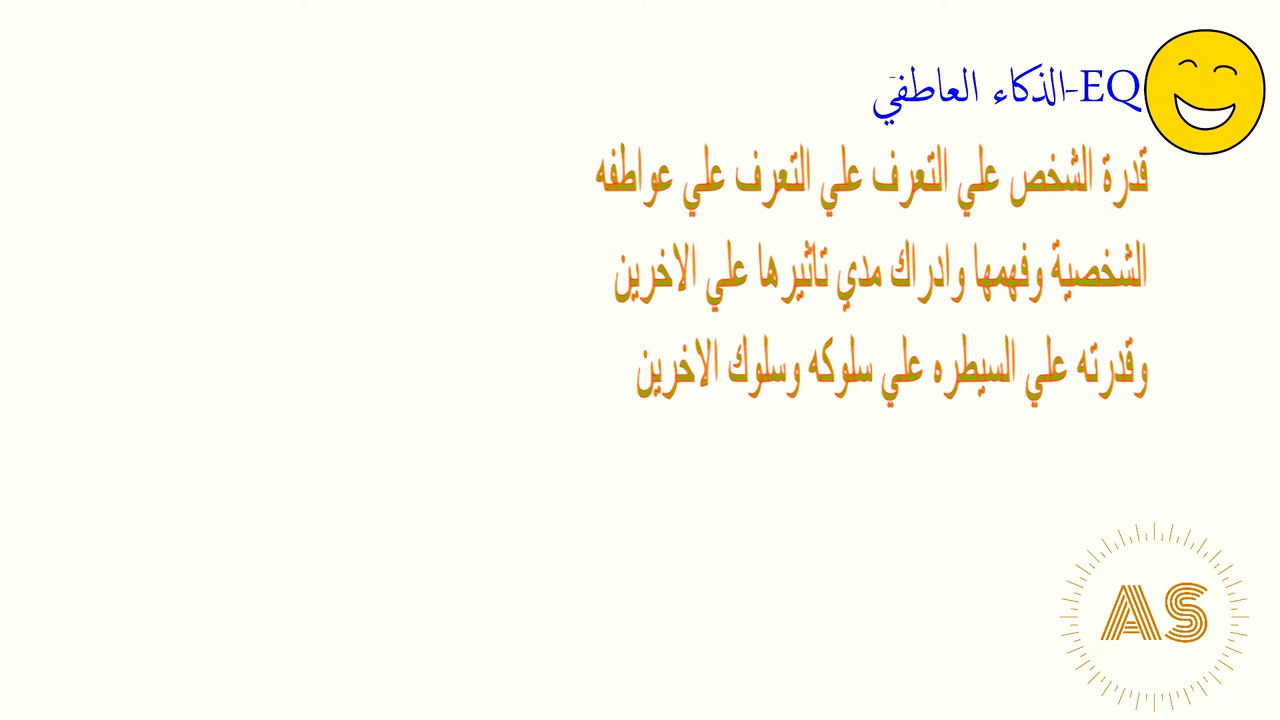 EQ-الذكاء العاطفي
قدرة الشخص علي التعرف علي التعرف علي عواطفه
الشخصية وفهمها وادراك مدي تاثيرها علي الاخرين
وقدرته علي السيطره علي سلوكه وسلوك الاخرين
AS